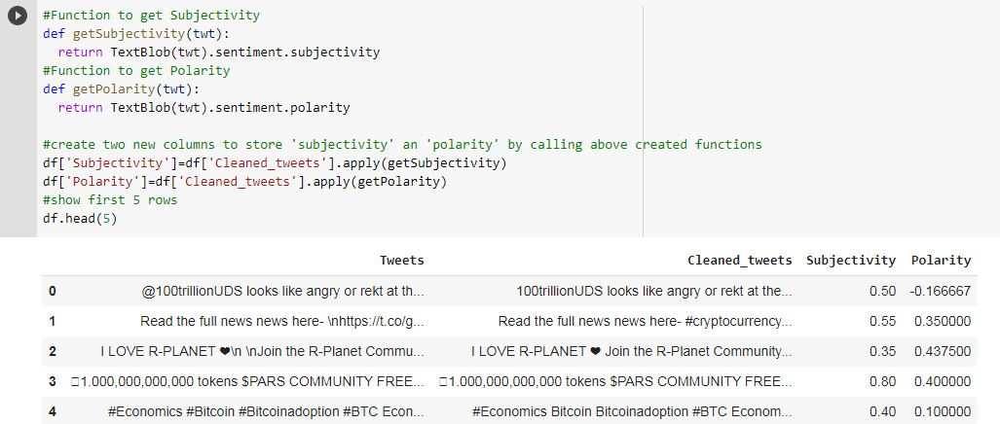 #Function to get Subjectivity
def getSubjectivity(twt):
  return TextBlob(twt).sentiment.subjectivity
#Function to get Polarity
def getPolarity(twt):
  return TextBlob(twt).sentiment.polarity

#create two new columns to store 'subjectivity' an 'polarity' by calling above created functions
df['Subjectivity']=df['Cleaned_tweets'].apply(getSubjectivity)
df['Polarity']=df['Cleaned_tweets'].apply(getPolarity)
#show first 5 rows
df.head(5)
Tweets Cleaned_tweets Subjectivity Polarity
0 @100trillionUDS looks like angry or rekt at th... 100trillionUDS looks like angry or rekt at the... 0.50 -0.166667
1 Read the full news news here- \nhttps://t.co/g... Read the full news news here- #cryptocurrency... 0.55 0.350000
2 I LOVE R-PLANET ❤\n \nJoin the R-Planet Commu... I LOVE R-PLANET ❤ Join the R-Planet Community... 0.35 0.437500
3 □1.000,000,000,000 tokens $PARS COMMUNITY FREE... □1.000,000,000,000 tokens $PARS COMMUNITY FREE... 0.80 0.400000
4 #Economics #Bitcoin #Bitcoinadoption #BTC Econ... #Economics Bitcoin Bitcoinadoption #BTC Econom... 0.40 0.100000